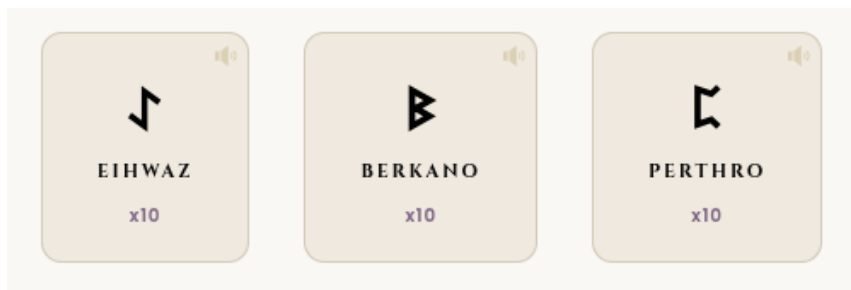 ᛇ ᛒ ᛈ
EIHWAZ BERKANO PERTHRO
x10 x10 x10